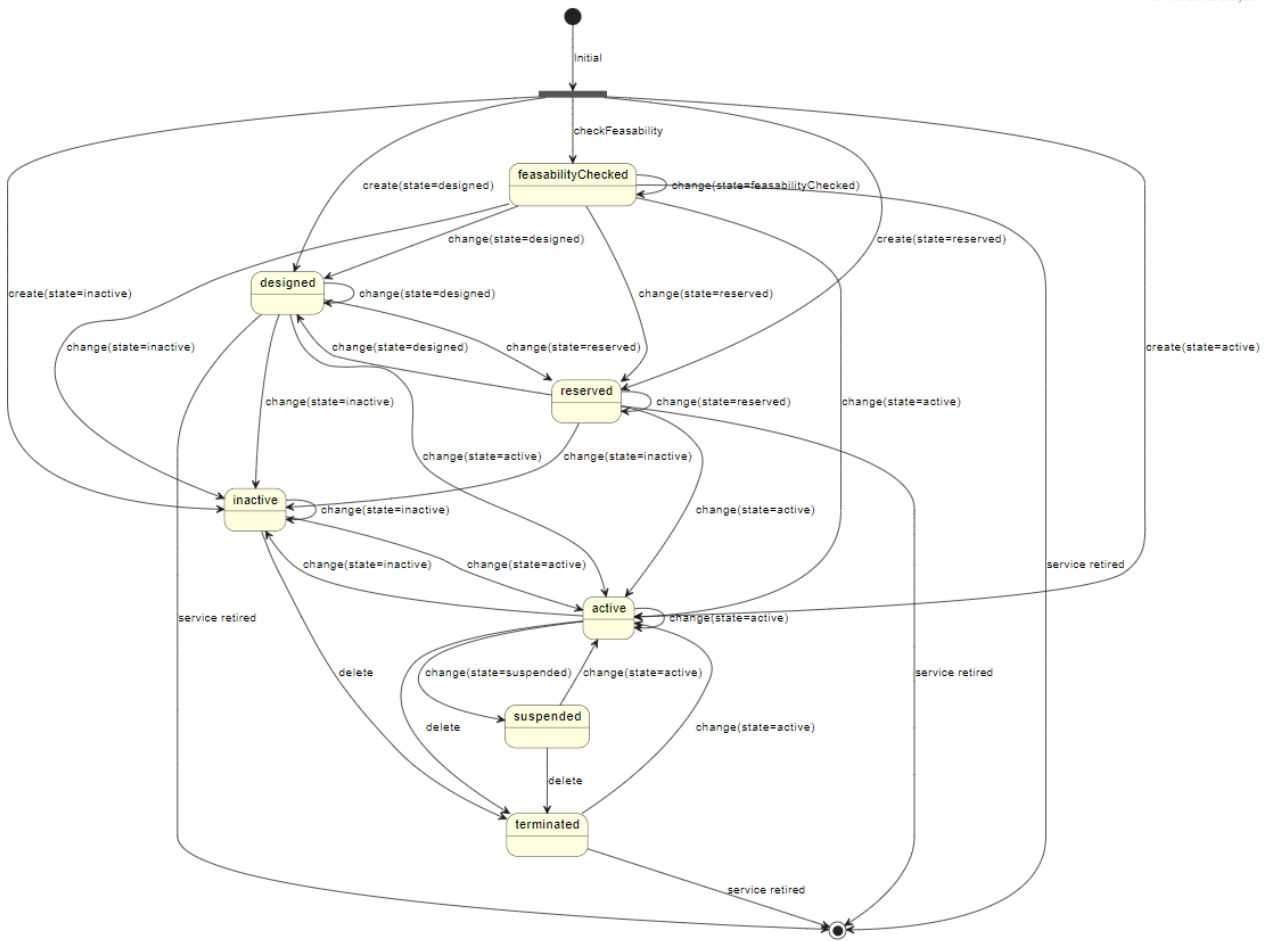 Initial
checkFeasability
feasabilityChecked
create(state=designed)
change(state=feasabilityChecked)
change(state=designed)
create(state=reserved)
designed
create(state=inactive)
change(state=designed)
change(state=reserved)
change(state=inactive)
change(state=designed)
change(state=reserved)
create(state=active)
reserved
change(state=inactive)
change(state=reserved)
change(state=active)
change(state=active)
change(state=inactive)
inactive
change(state=inactive)
change(state=active)
change(state=inactive)
change(state=active)
service retired
active
service retired
change(state=active)
change(state=suspended)
change(state=active)
delete
service retired
suspended
delete
change(state=active)
delete
terminated
service retired